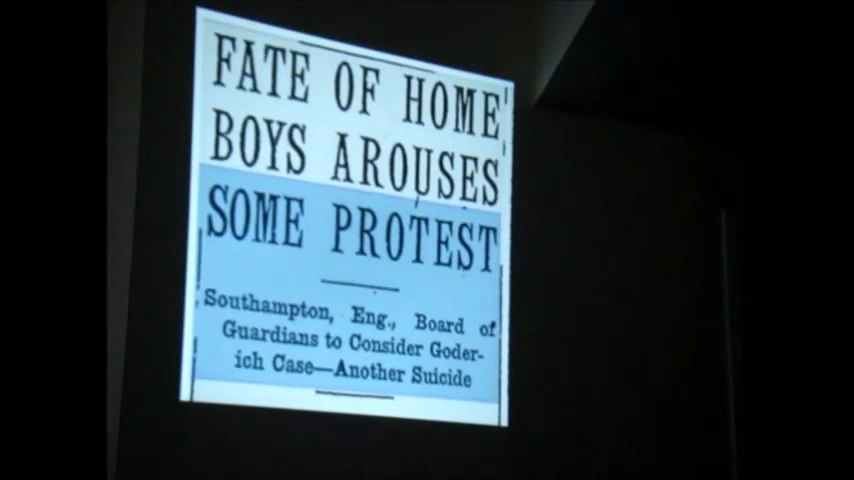 FATE OF HOME
BOYS AROUSES
SOME PROTEST
Southampton, Eng., Board of
Guardians to Consider Goder-
ich Case—Another Suicide